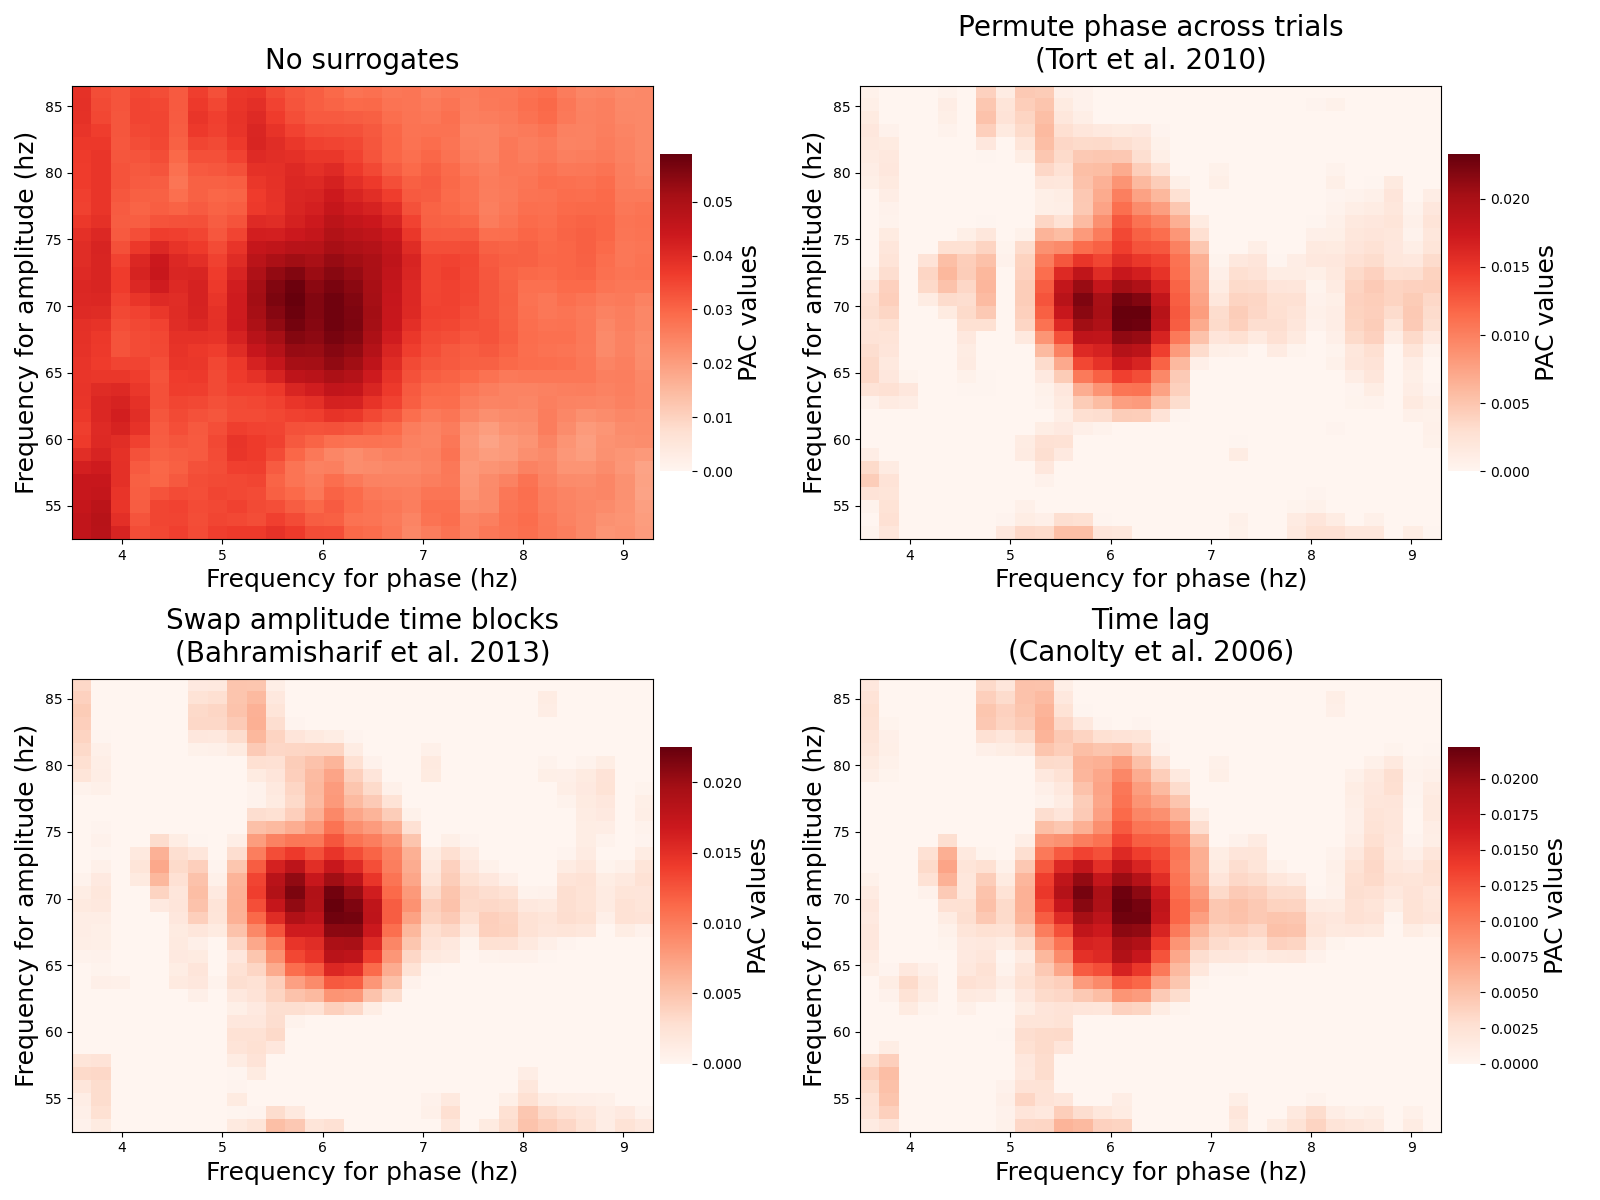 No surrogates
85
80
75
70
65
60
55
4 5 6 7 8 9
Frequency for amplitude (hz)
Frequency for phase (hz)
0.05
0.04
0.03
0.02
0.01
0.00
PAC values
Permute phase across trials
(Tort et al. 2010)
85
80
75
70
65
60
55
4 5 6 7 8 9
Frequency for amplitude (hz)
Frequency for phase (hz)
0.020
0.015
0.010
0.005
0.000
PAC values
Swap amplitude time blocks
(Bahramisharif et al. 2013)
85
80
75
70
65
60
55
4 5 6 7 8 9
Frequency for amplitude (hz)
Frequency for phase (hz)
0.020
0.015
0.010
0.005
0.000
PAC values
Time lag
(Canolty et al. 2006)
85
80
75
70
65
60
55
4 5 6 7 8 9
Frequency for amplitude (hz)
Frequency for phase (hz)
0.0200
0.0175
0.0150
0.0125
0.0100
0.0075
0.0050
0.0025
0.0000
PAC values